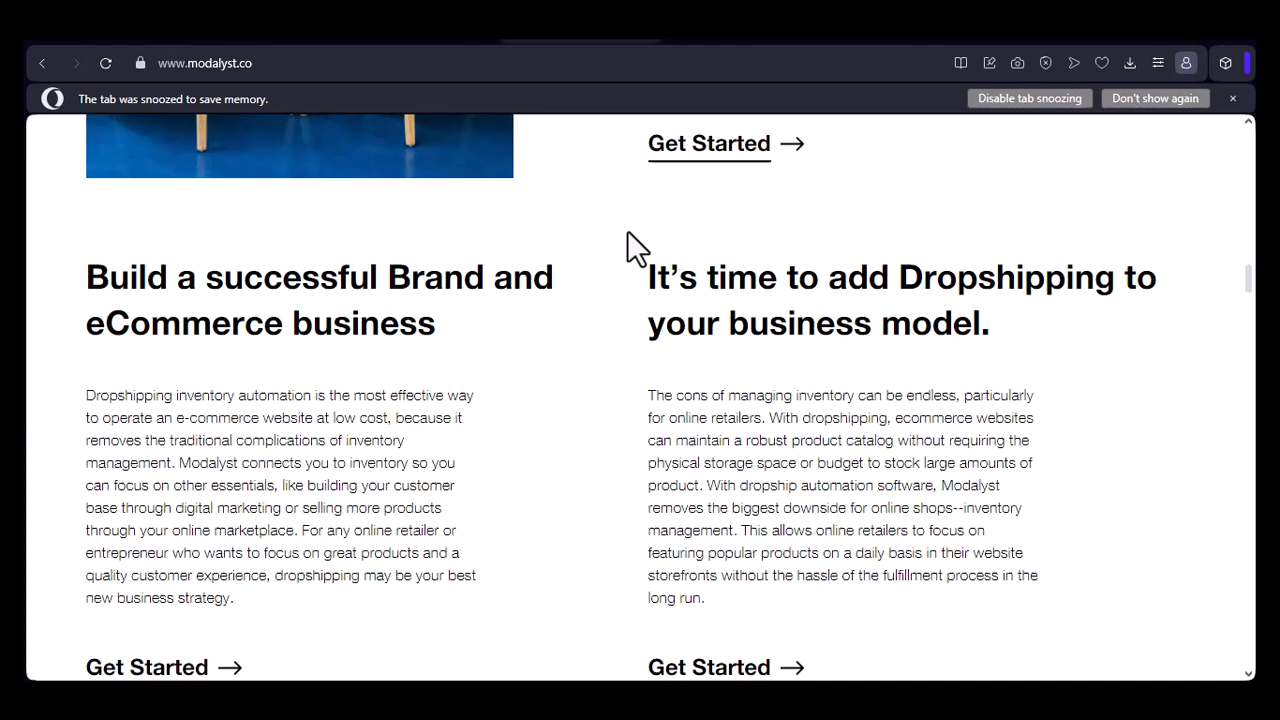 www.modalyst.co
The tab was snoozed to save memory.
Disable tab snoozing
Don't show again
Get Started
Build a successful Brand and
eCommerce business
Dropshipping inventory automation is the most effective way
to operate an e-commerce website at low cost, because it
removes the traditional complications of inventory
management. Modalyst connects you to inventory so you
can focus on other essentials, like building your customer
base through digital marketing or selling more products
through your online marketplace. For any online retailer or
entrepreneur who wants to focus on great products and a
quality customer experience, dropshipping may be your best
new business strategy.
Get Started
It’s time to add Dropshipping to
your business model.
The cons of managing inventory can be endless, particularly
for online retailers. With dropshipping, ecommerce websites
can maintain a robust product catalog without requiring the
physical storage space or budget to stock large amounts of
product. With dropship automation software, Modalyst
removes the biggest downside for online shops--inventory
management. This allows online retailers to focus on
featuring popular products on a daily basis in their website
storefronts without the hassle of the fulfillment process in the
long run.
Get Started